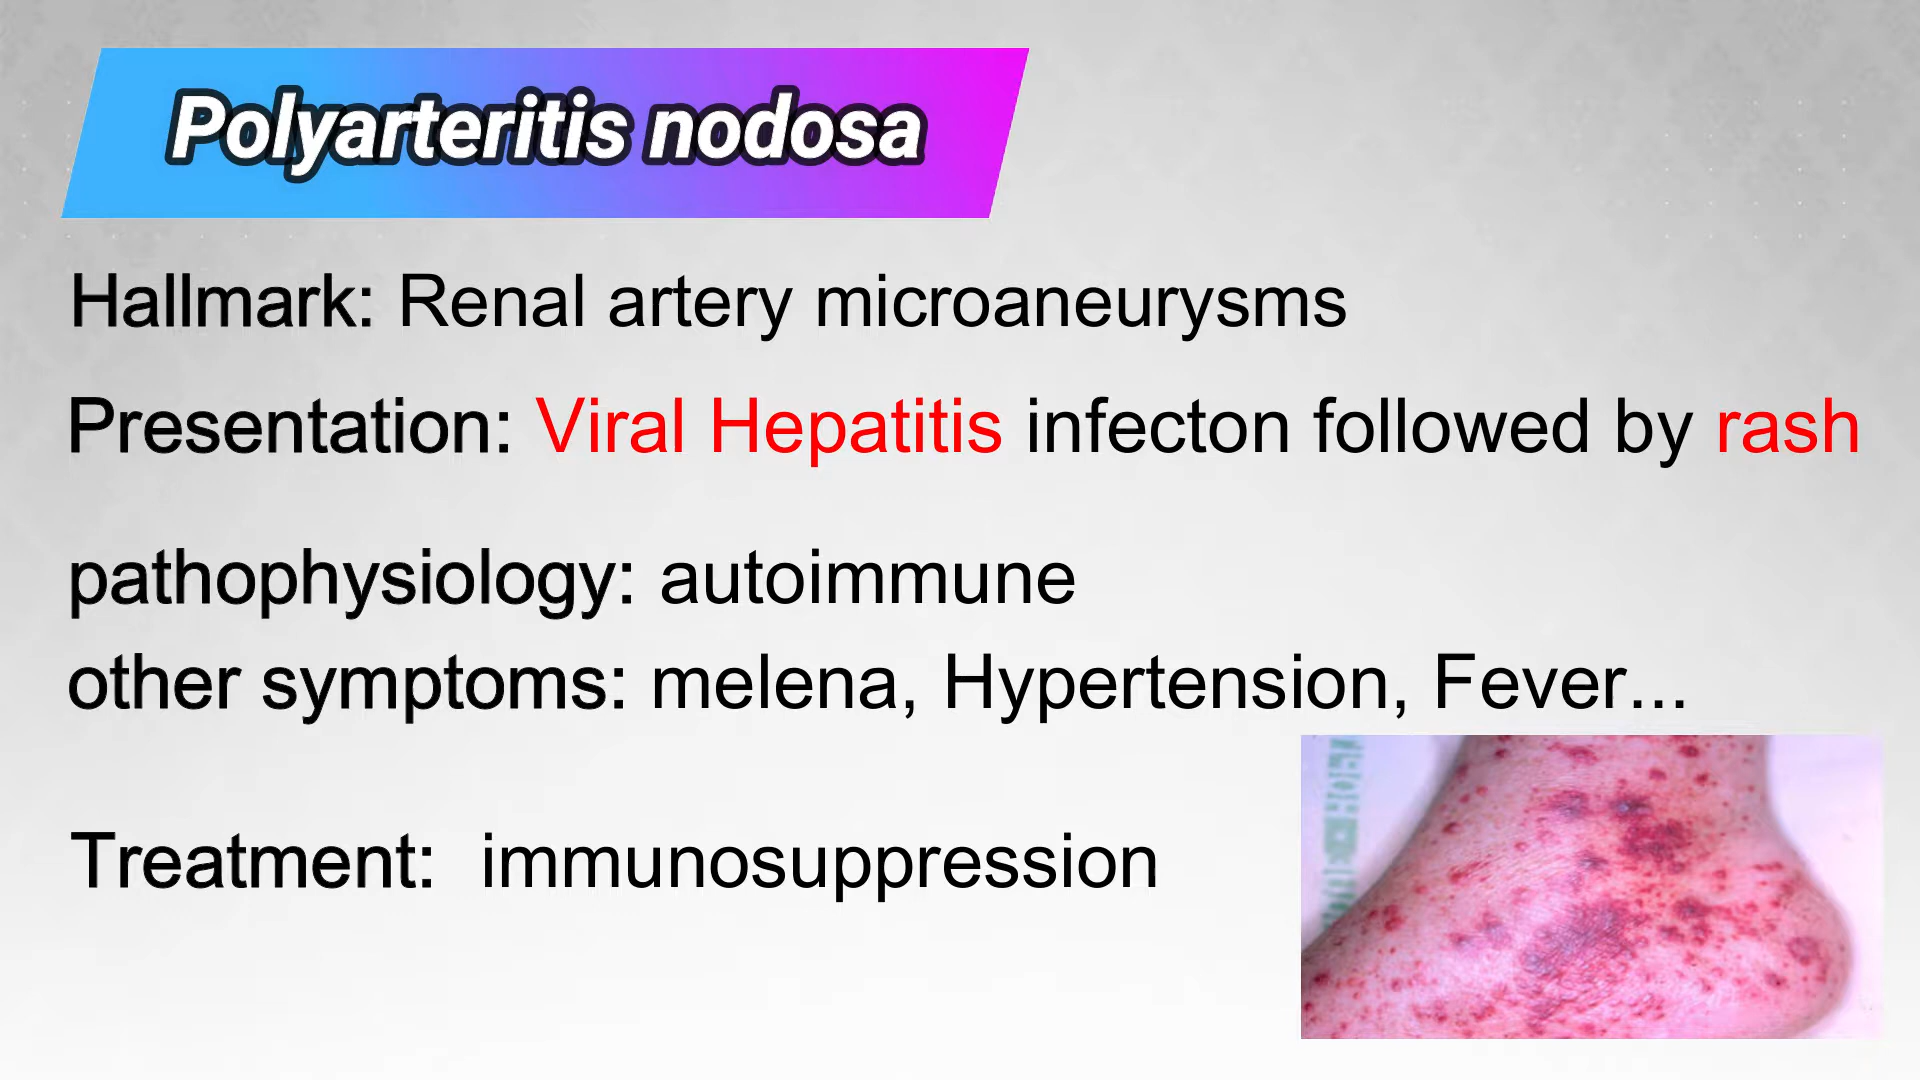 Polyarteritis nodosa
Hallmark: Renal artery microaneurysms
Presentation: Viral Hepatitis infecton followed by rash
pathophysiology: autoimmune
other symptoms: melena, Hypertension, Fever...
Treatment: immunosuppression